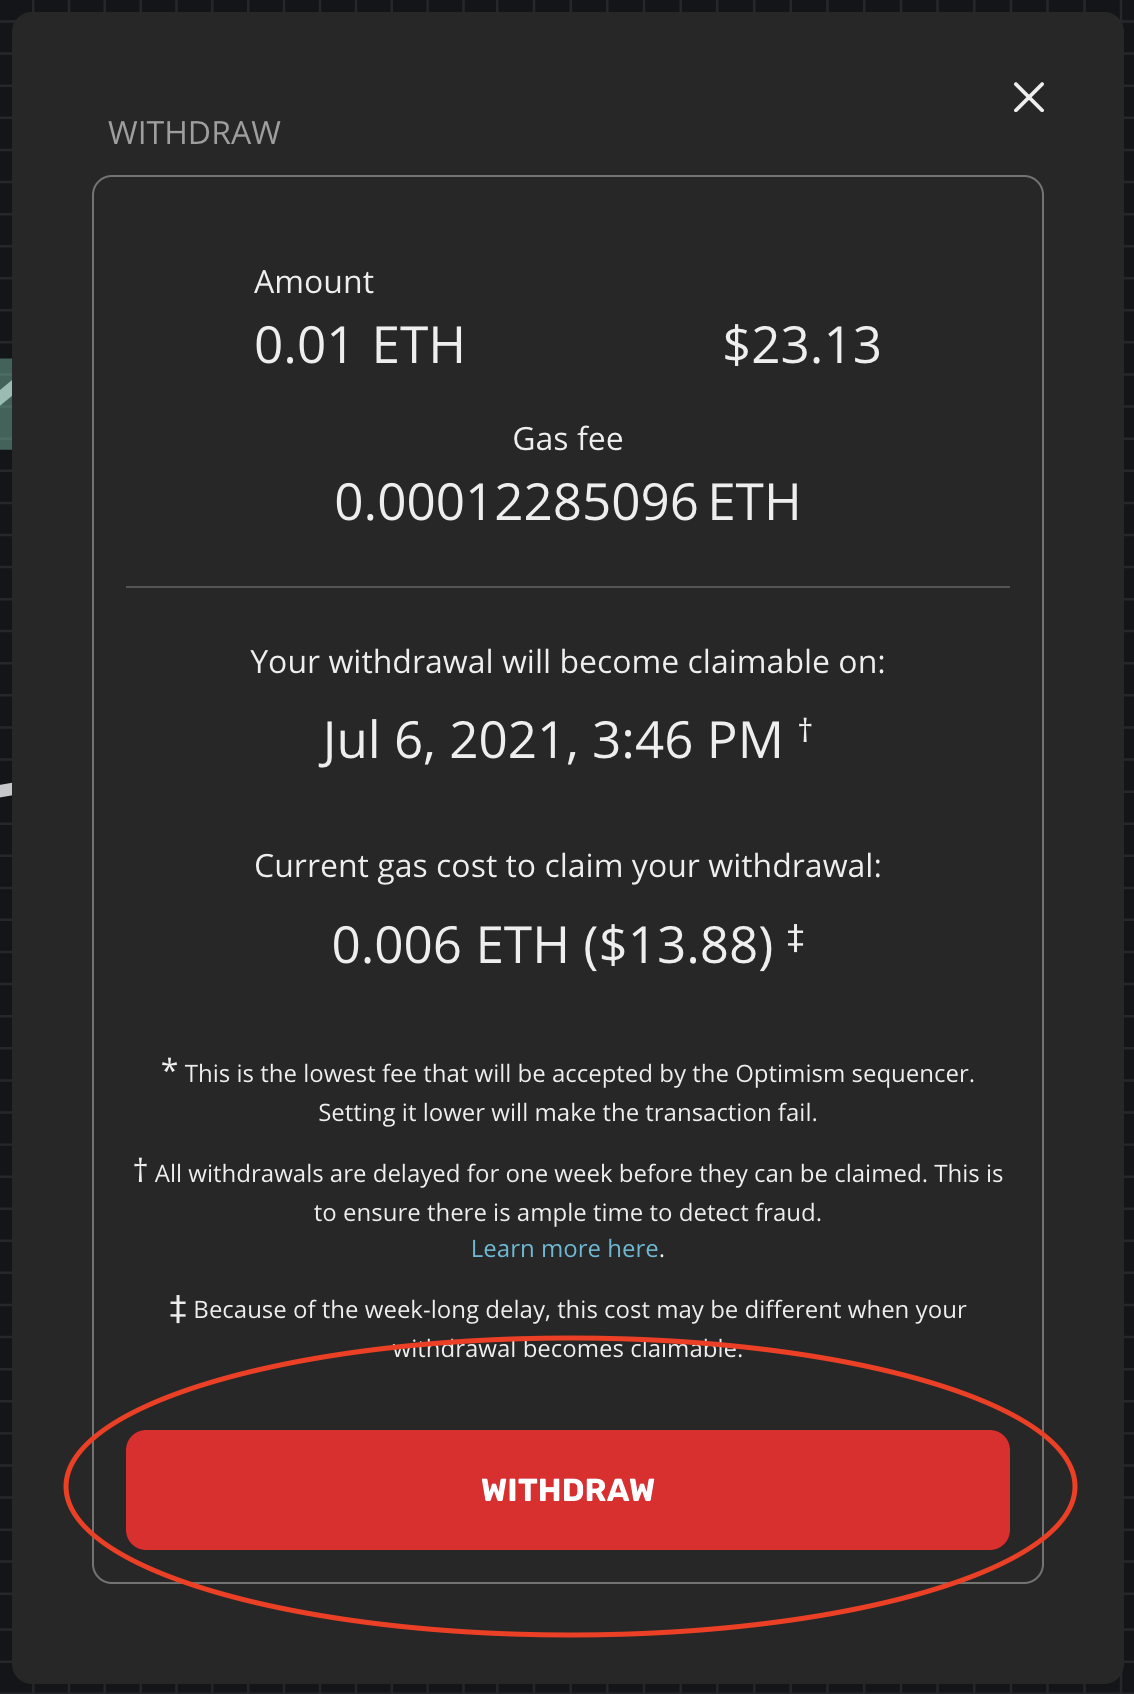 WITHDRAW
Amount
0.01 ETH $23.13
Gas fee
0.00012285096 ETH
Your withdrawal will become claimable on:
Jul 6, 2021, 3:46 PM †
Current gas cost to claim your withdrawal:
0.006 ETH ($13.88) ‡
* This is the lowest fee that will be accepted by the Optimism sequencer.
Setting it lower will make the transaction fail.
† All withdrawals are delayed for one week before they can be claimed. This is
to ensure there is ample time to detect fraud.
Learn more here.
‡ Because of the week-long delay, this cost may be different when your
withdrawal becomes claimable.
WITHDRAW